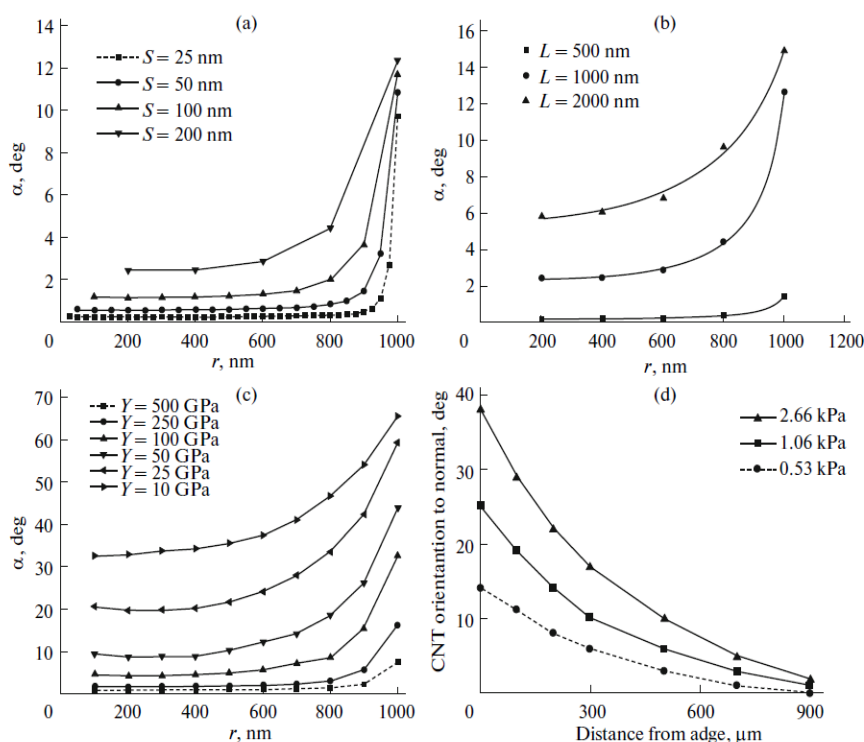 (a)
α, deg
14
12
10
8
6
4
2
0
S = 25 nm
S = 50 nm
S = 100 nm
S = 200 nm
200 400 600 800 1000
r, nm
(b)
α, deg
16
14
12
10
8
6
4
2
0
L = 500 nm
L = 1000 nm
L = 2000 nm
200 400 600 800 1000 1200
r, nm
(c)
α, deg
70
60
50
40
30
20
10
0
Y = 500 GPa
Y = 250 GPa
Y = 100 GPa
Y = 50 GPa
Y = 25 GPa
Y = 10 GPa
200 400 600 800 1000
r, nm
(d)
CNT orientantion to normal, deg
40
30
20
10
0
2.66 kPa
1.06 kPa
0.53 kPa
300 600 900
Distance from adge, μm